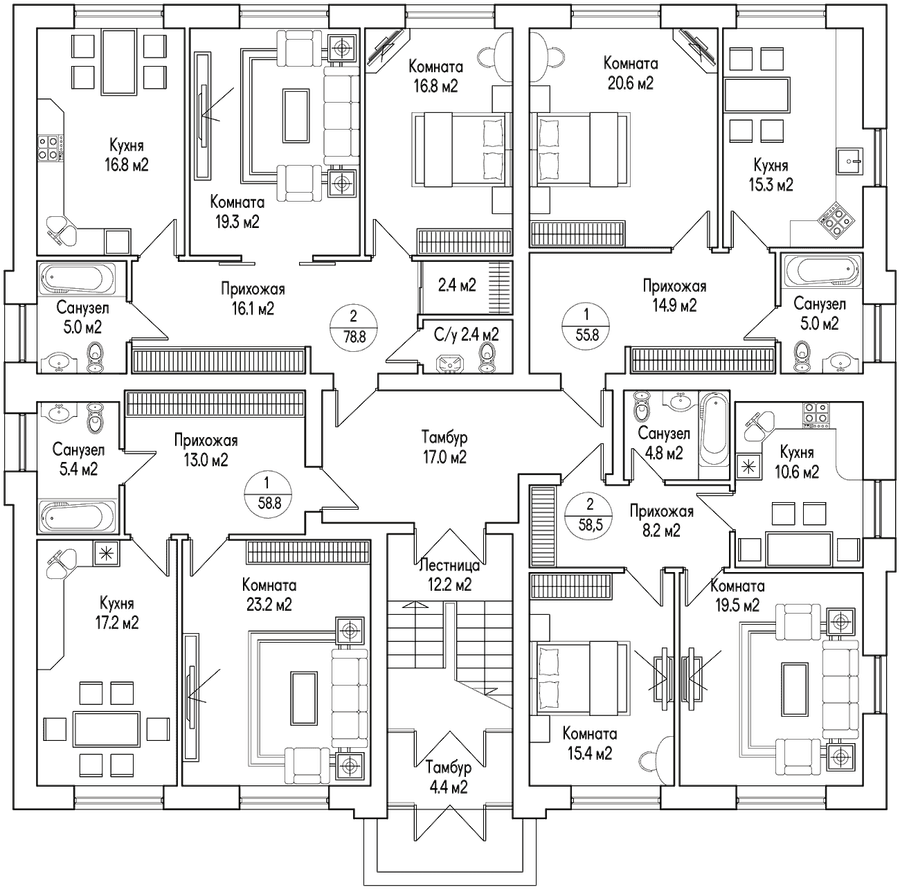 Кухня
16.8 м2
Комната
19.3 м2
Комната
16.8 м2
Комната
20.6 м2
Кухня
15.3 м2
Санузел
5.0 м2
Прихожая
16.1 м2
2
78.8
2.4 м2
С/у 2.4 м2
1
55.8
Прихожая
14.9 м2
Санузел
5.0 м2
Санузел
5.4 м2
Прихожая
13.0 м2
1
58.8
Тамбур
17.0 м2
Санузел
4.8 м2
Кухня
10.6 м2
2
58,5
Прихожая
8.2 м2
Кухня
17.2 м2
Комната
23.2 м2
Лестница
12.2 м2
Комната
19.5 м2
Комната
15.4 м2
Тамбур
4.4 м2